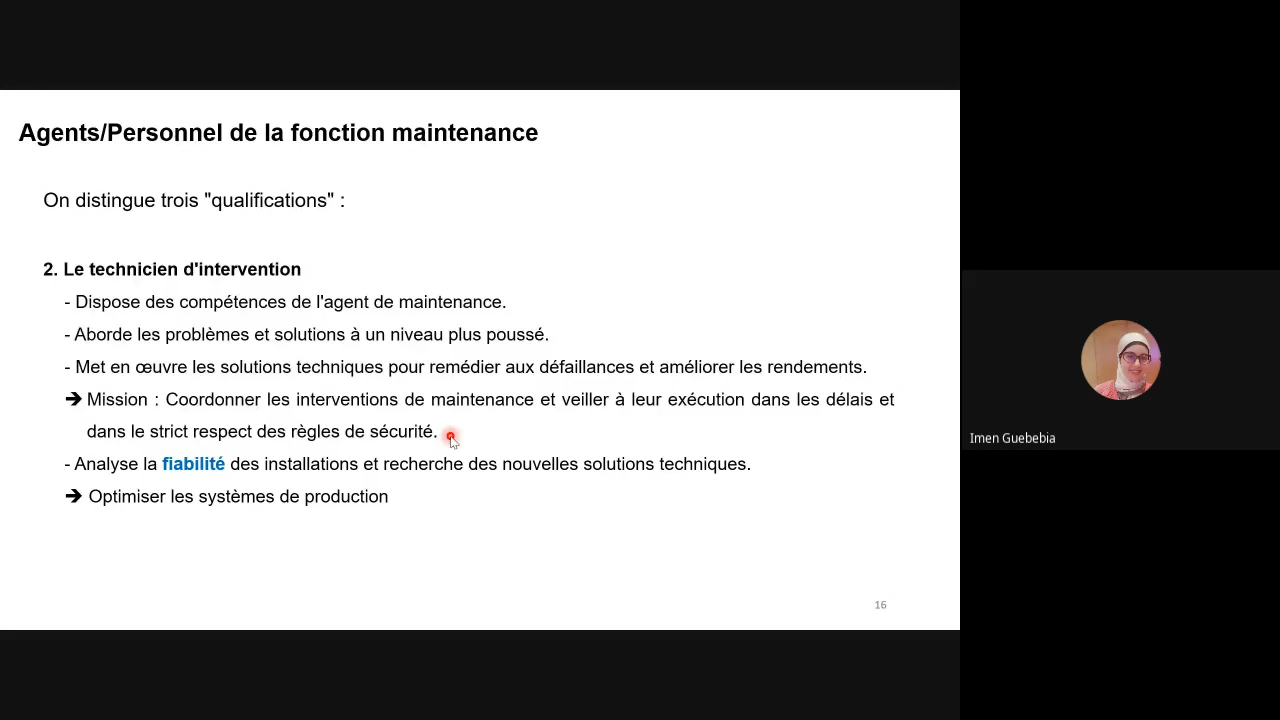 Agents/Personnel de la fonction maintenance
On distingue trois "qualifications" :
2. Le technicien d'intervention
- Dispose des compétences de l'agent de maintenance.
- Aborde les problèmes et solutions à un niveau plus poussé.
- Met en œuvre les solutions techniques pour remédier aux défaillances et améliorer les rendements.
➔ Mission : Coordonner les interventions de maintenance et veiller à leur exécution dans les délais et
dans le strict respect des règles de sécurité.
- Analyse la fiabilité des installations et recherche des nouvelles solutions techniques.
➔ Optimiser les systèmes de production
16
Imen Guebebia